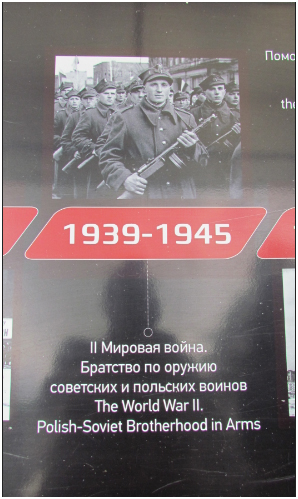 Помо
the
1939-1945
II Мировая война.
Братство по оружию
советских и польских воинов
The World War II.
Polish-Soviet Brotherhood in Arms